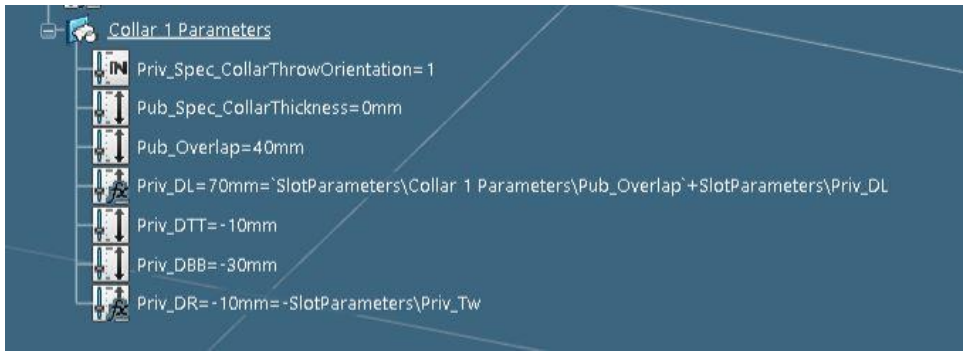 Collar 1 Parameters
Priv_Spec_CollarThrowOrientation=1
Pub_Spec_CollarThickness=0mm
Pub_Overlap=40mm
Priv_DL=70mm=`SlotParameters\Collar 1 Parameters\Pub_Overlap`+SlotParameters\Priv_DL
Priv_DTT=-10mm
Priv_DBB=-30mm
Priv_DR=-10mm=-SlotParameters\Priv_Tw